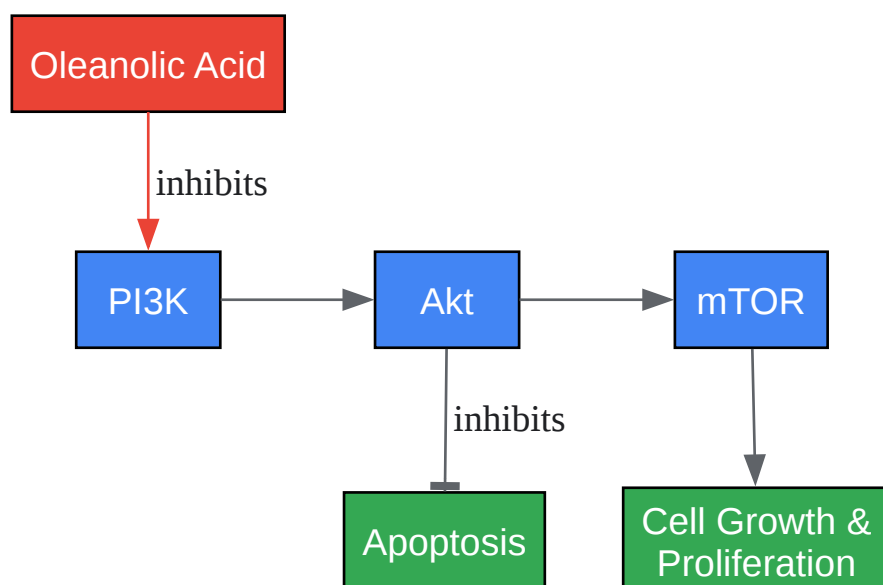 Oleanolic Acid
inhibits
PI3K
Akt
mTOR
inhibits
Apoptosis
Cell Growth &
Proliferation